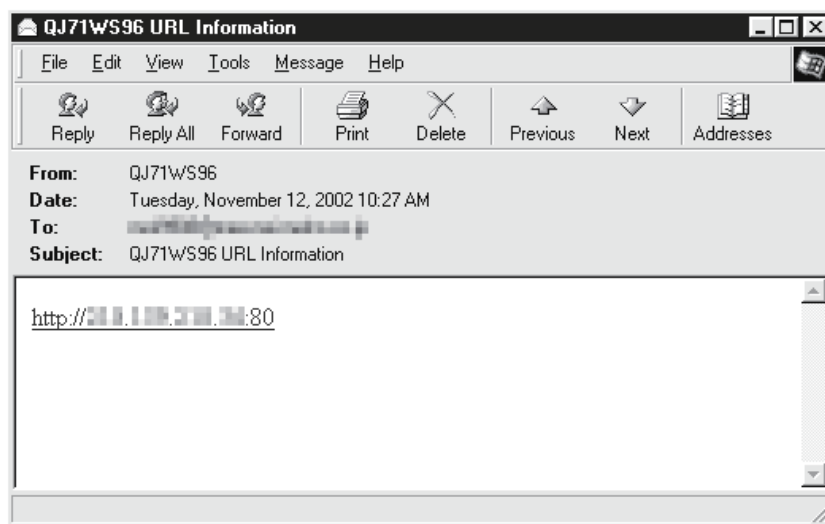 QJ71WS96 URL Information
File Edit View Tools Message Help
Reply Reply All Forward Print Delete Previous Next Addresses
From: QJ71WS96
Date: Tuesday, November 12, 2002 10:27 AM
To:
Subject: QJ71WS96 URL Information
http:// :80